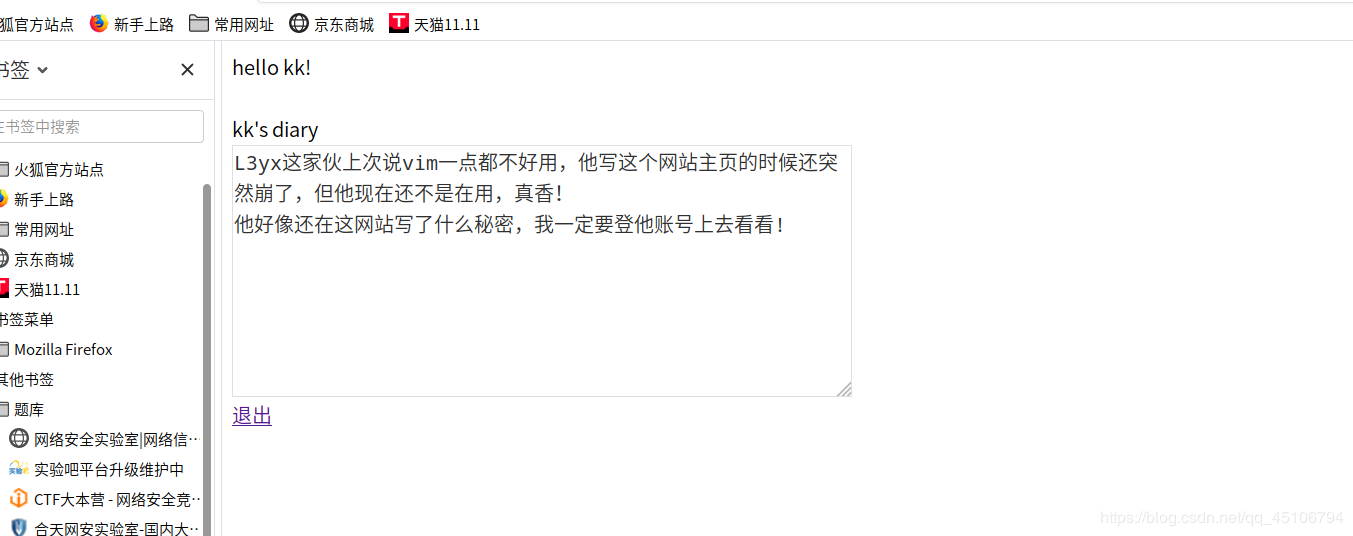 狐官方站点 新手上路 常用网址 京东商城 天猫11.11
书签
在书签中搜索
火狐官方站点
新手上路
常用网址
京东商城
天猫11.11
书签菜单
Mozilla Firefox
其他书签
题库
网络安全实验室|网络信…
实验吧平台升级维护中
CTF大本营 - 网络安全竞…
合天网安实验室-国内大…
hello kk!
kk's diary
L3yx这家伙上次说vim一点都不好用，他写这个网站主页的时候还突
然崩了，但他现在还不是在用，真香！
他好像还在这网站写了什么秘密，我一定要登他账号上去看看！
退出
https://blog.csdn.net/qq_45106794